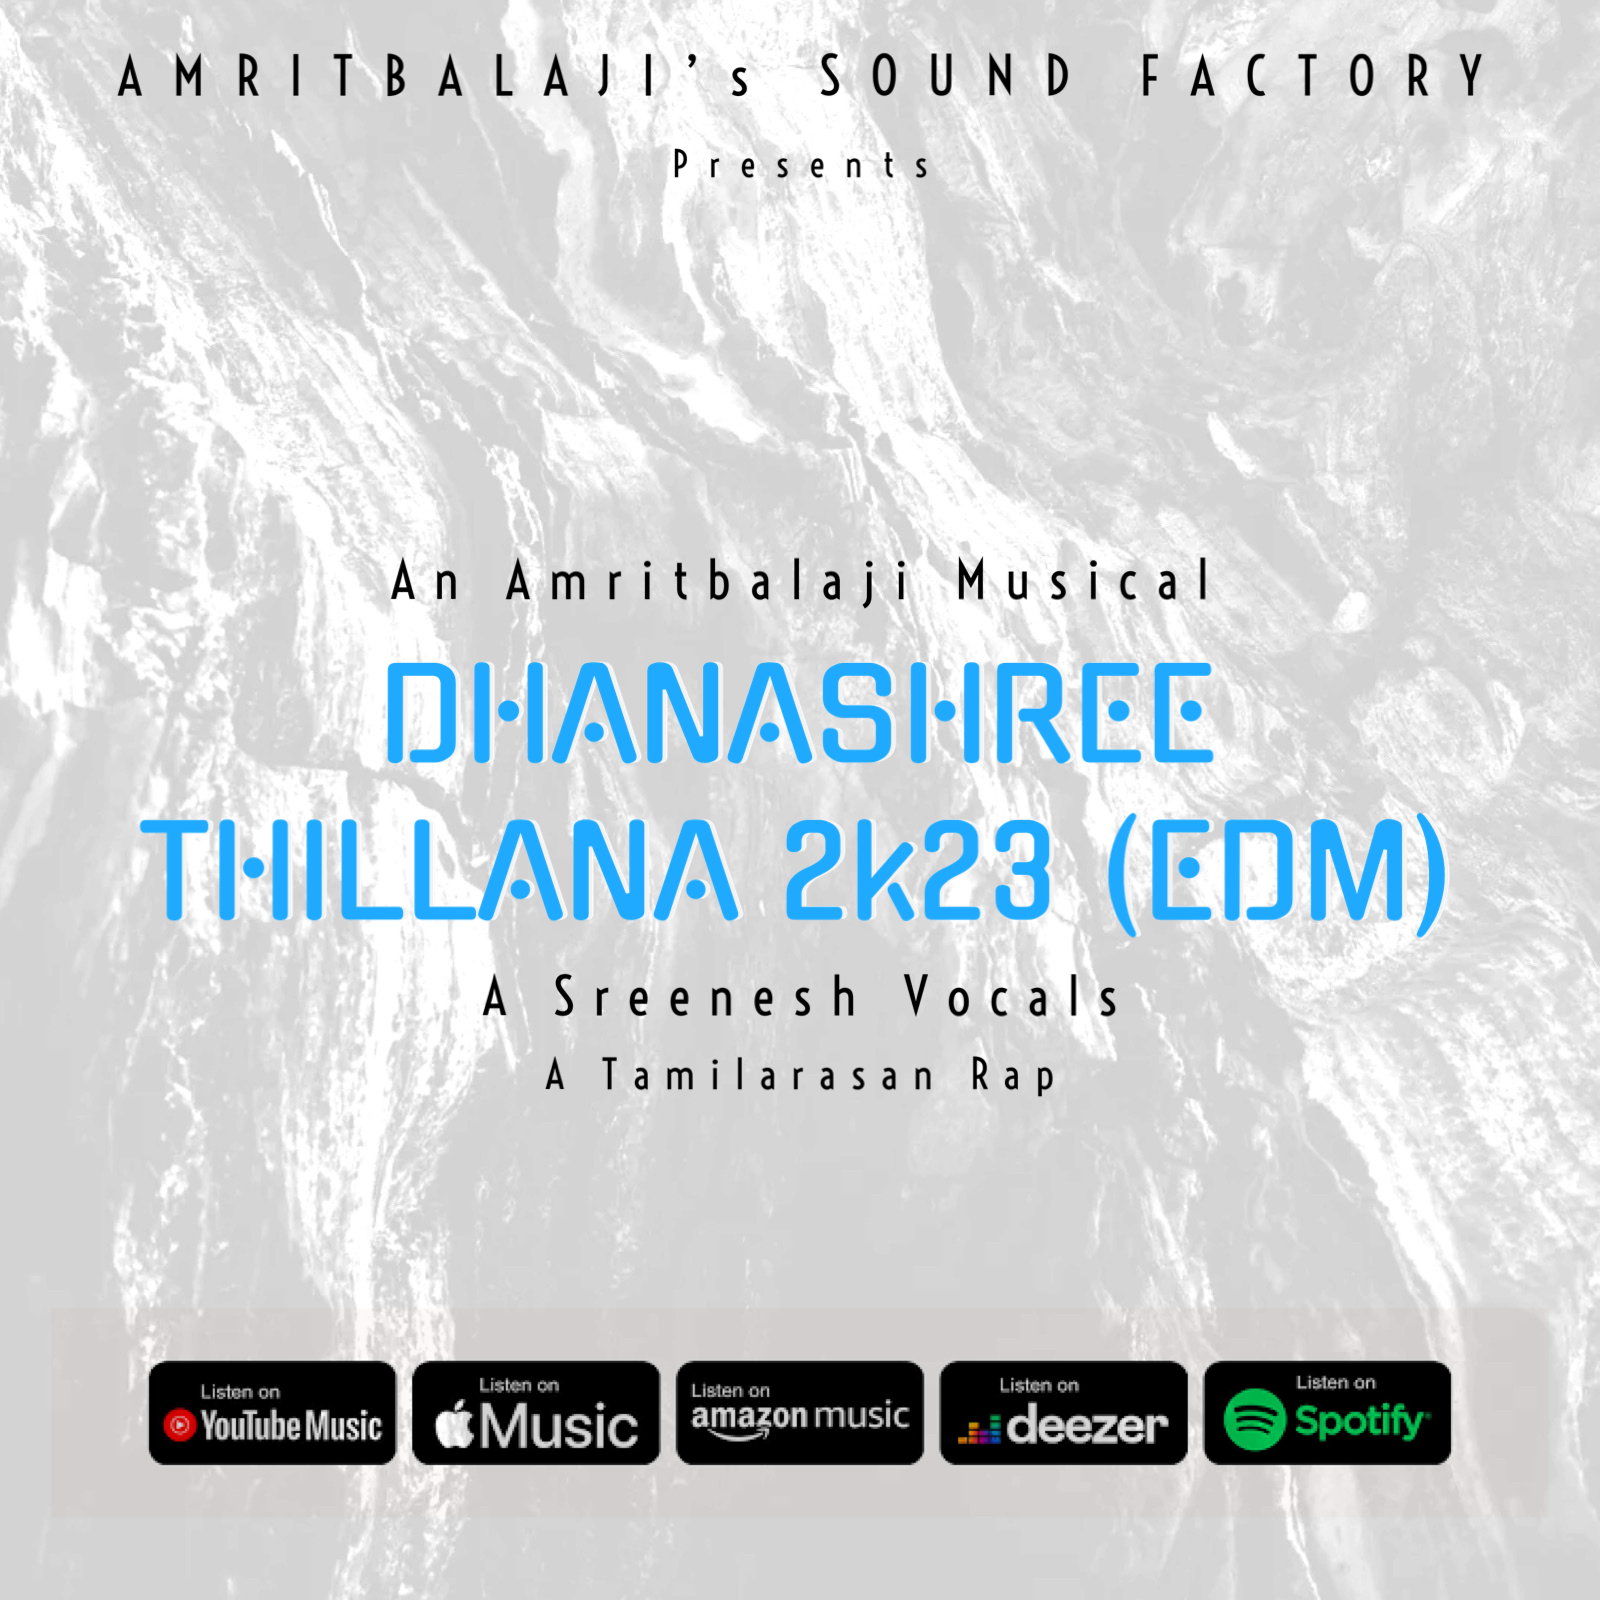 AMRITBALAJI's SOUND FACTORY
Presents
An Amritbalaji Musical
DHANASHREE
THILLANA 2k23 (EDM)
A Sreenesh Vocals
A Tamilarasan Rap
Listen on
YouTube Music
Listen on
Music
Listen on
amazon music
Listen on
deezer
Listen on
Spotify